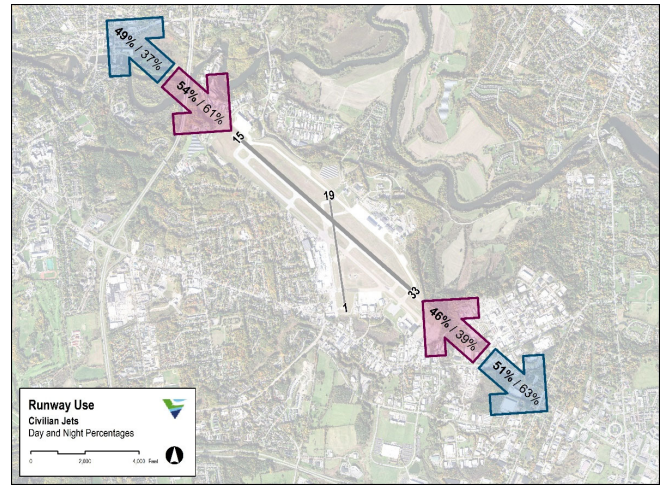 49% / 37%
54% / 61%
15
19
33
1
46% / 39%
51% / 63%
Runway Use
Civilian Jets
Day and Night Percentages
0 2,000 4,000 Feet